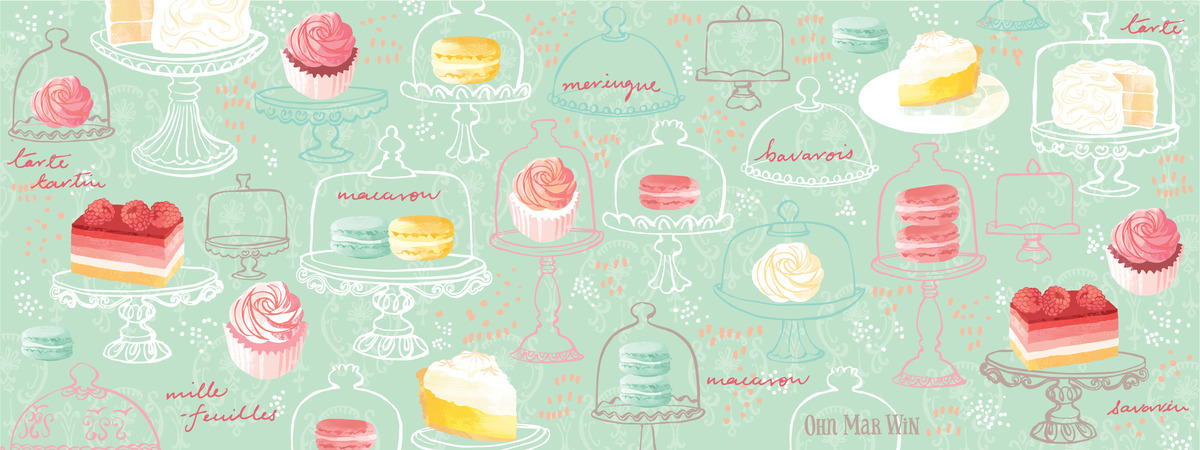 tarte
meringue
bavarois
tarte
tartin
macaron
mille
-feuilles
macaron
savarin
Ohn Mar Win